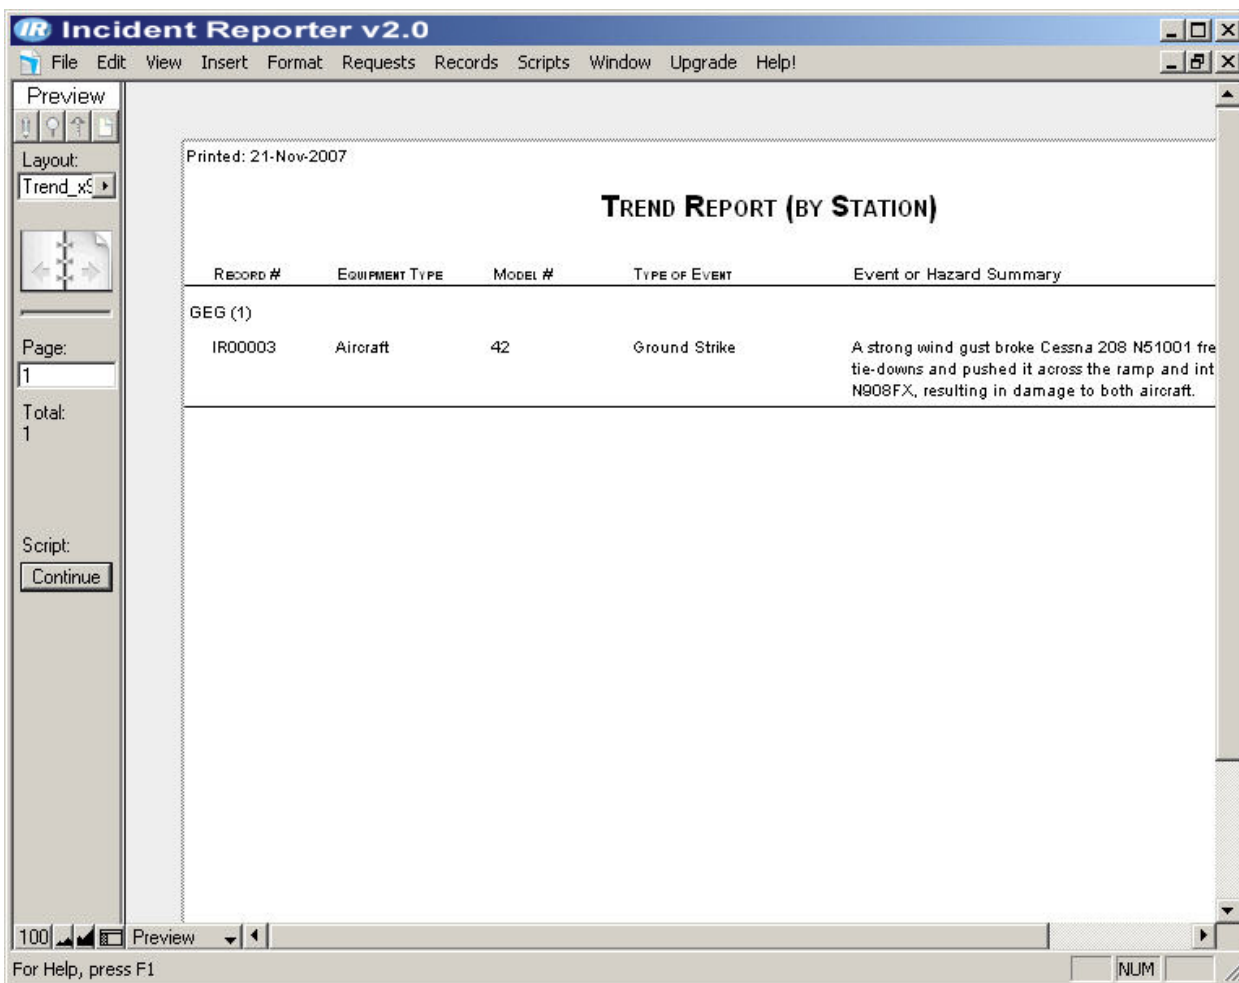 IR Incident Reporter v2.0
File Edit View Insert Format Requests Records Scripts Window Upgrade Help!
Preview
Layout:
Trend_xS
Page:
1
Total:
1
Script:
Continue
Printed: 21-Nov-2007
TREND REPORT (BY STATION)
RECORD # EQUIPMENT TYPE MODEL # TYPE OF EVENT Event or Hazard Summary
GEG (1)
IR00003 Aircraft 42 Ground Strike A strong wind gust broke Cessna 208 N51001 fre
tie-downs and pushed it across the ramp and int
N908FX, resulting in damage to both aircraft.
100 Preview
For Help, press F1 NUM